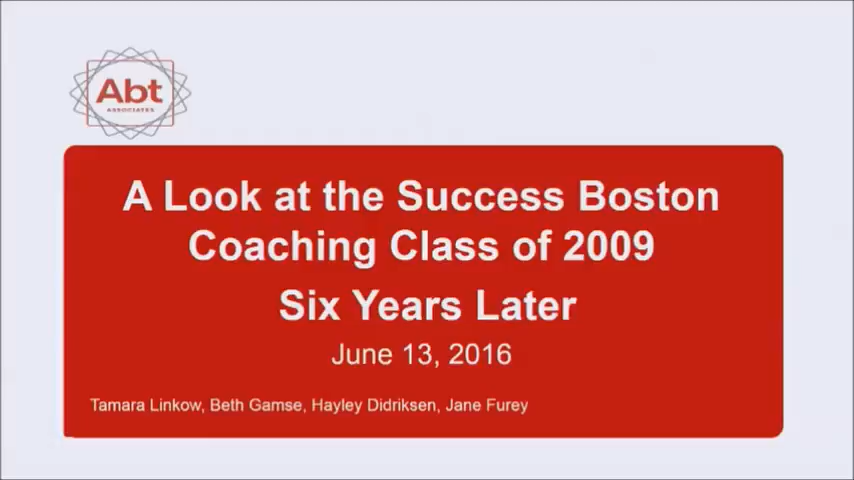 Abt
ASSOCIATES
A Look at the Success Boston
Coaching Class of 2009
Six Years Later
June 13, 2016
Tamara Linkow, Beth Gamse, Hayley Didriksen, Jane Furey